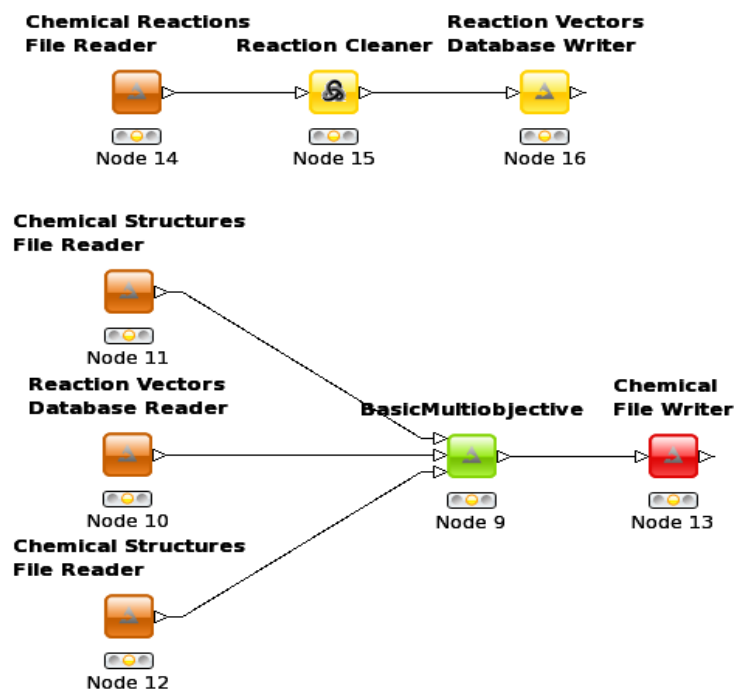 Chemical Reactions
File Reader
Reaction Cleaner
Reaction Vectors
Database Writer
Node 14
Node 15
Node 16
Chemical Structures
File Reader
Node 11
Reaction Vectors
Database Reader
BasicMultiobjective
Chemical
File Writer
Node 10
Node 9
Node 13
Chemical Structures
File Reader
Node 12